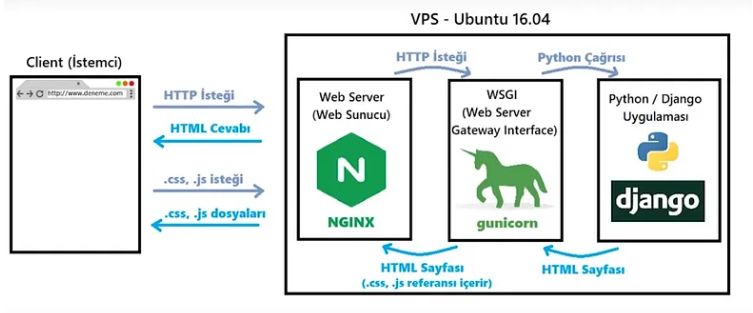 VPS - Ubuntu 16.04
Client (İstemci)
http://www.deneme.com
HTTP İsteği
HTML Cevabı
.css, .js isteği
.css, .js dosyaları
HTTP İsteği
Python Çağrısı
Web Server
(Web Sunucu)
N
NGINX
WSGI
(Web Server
Gateway Interface)
gunicorn
Python / Django
Uygulaması
django
HTML Sayfası
(.css, .js referansı içerir)
HTML Sayfası